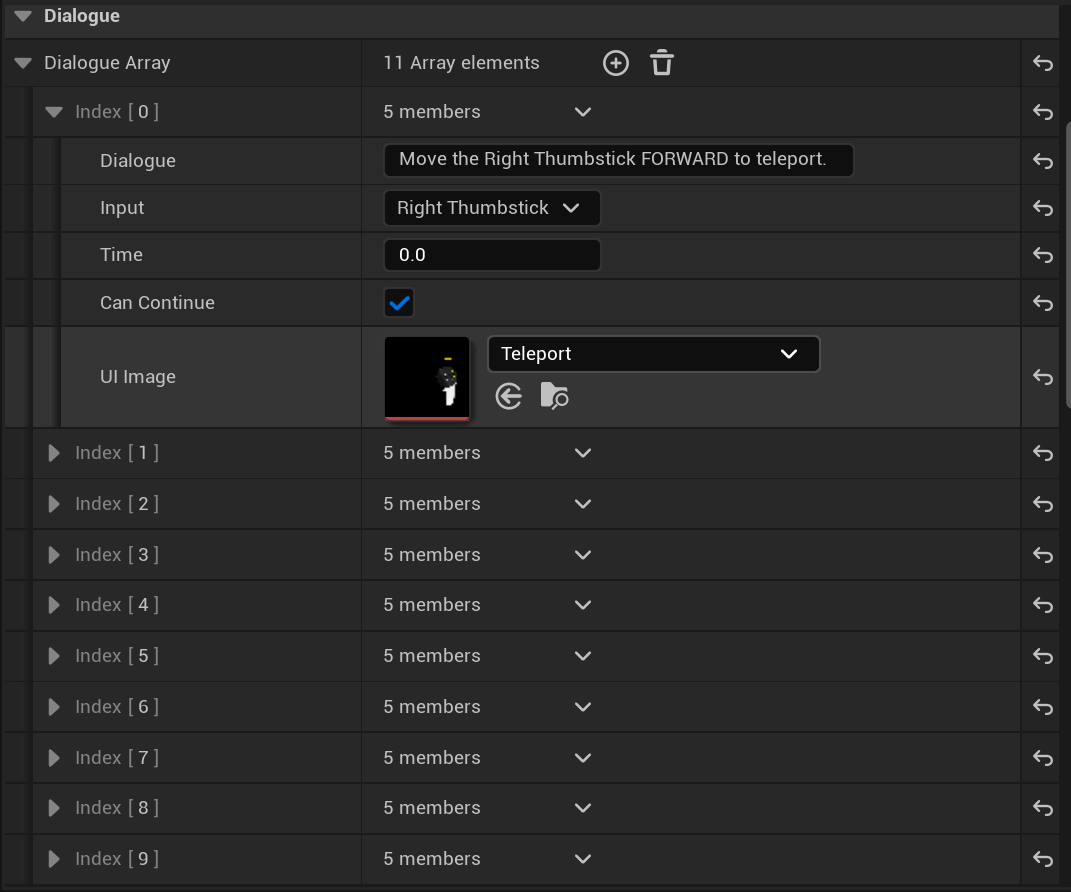 Dialogue
Dialogue Array 11 Array elements
Index [ 0 ] 5 members
Dialogue Move the Right Thumbstick FORWARD to teleport.
Input Right Thumbstick
Time 0.0
Can Continue
UI Image Teleport
Index [ 1 ] 5 members
Index [ 2 ] 5 members
Index [ 3 ] 5 members
Index [ 4 ] 5 members
Index [ 5 ] 5 members
Index [ 6 ] 5 members
Index [ 7 ] 5 members
Index [ 8 ] 5 members
Index [ 9 ] 5 members